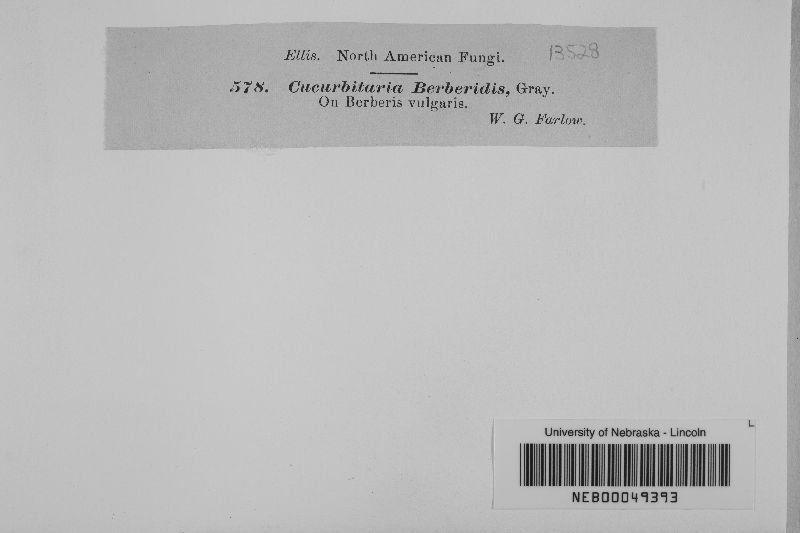 Ellis. North American Fungi. 13528
578. Cucurbitaria Berberidis, Gray.
On Berberis vulgaris.
W. G. Farlow.
University of Nebraska - Lincoln
NEB00049393
L